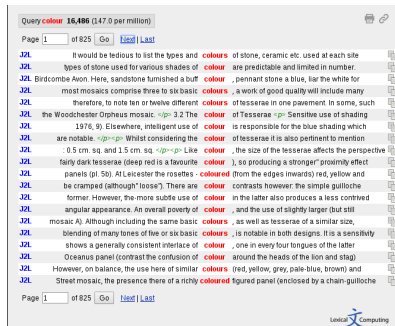 Query colour 16,486 (147.0 per million)
Page 1 of 825 Go Next | Last
J2L It would be tedious to list the types and colours of stone, ceramic etc. used at each site
J2L types of stone used for various shades of colour are predictable and limited in number.
J2L Birdcombe Avon. Here, sandstone furnished a buff colour , pennant stone a blue, liar the white for
J2L most mosaics comprise three to six basic colours , a work of good quality will include many
J2L therefore, to note ten or twelve different colours of tesserae in one pavement. In some, such
J2L the Woodchester Orpheus mosaic. </p> 3.2 The colour of Tesserae <p> Sensitive use of shading
J2L 1976, 9). Elsewhere, intelligent use of colour is responsible for the blue shading which
J2L are notable. </p><p> Whilst considering the colour of tesserae it is also pertinent to mention
J2L : 0.5 cm. sq. and 1.5 cm. sq. </p><p> Like colour , the size of the tesserae affects the perspective
J2L fairly dark tesserae (deep red is a favourite colour ), so producing a stronger" proximity effect
J2L panels (pl. 5b). At Leicester the rosettes - coloured (from the edges inwards) red, yellow and
J2L be cramped (although" loose"). There are colour contrasts however: the simple guilloche
J2L former. However, the-more subtle use of colour in the latter also produces a less contrived
J2L angular appearance. An overall poverty of colour , and the use of slightly larger (but still
J2L mosaic A). Although including the same basic colours , as well as tesserae of a similar size,
J2L blending of many tones of five or six basic colours , is notable in both designs. It is a sensitivity
J2L shows a generally consistent interlace of colour , one in every four tongues of the latter
J2L Oceanus panel (contrast the confusion of colour around the heads of the lion and stag)
J2L However, on balance, the use here of similar colours (red, yellow, grey, pale-blue, brown) and
J2L Street mosaic, the presence there of a richly coloured figured panel (enclosed by a chain-guilloche
Page 1 of 825 Go Next | Last
Lexical Computing